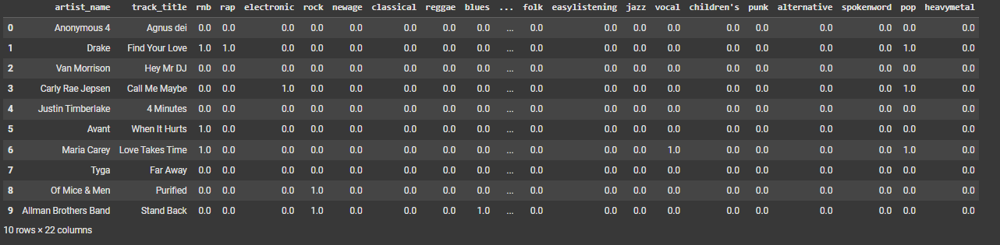 artist_name track_title rnb rap electronic rock newage classical reggae blues ... folk easylistening jazz vocal children's punk alternative spokenword pop heavymetal
0 Anonymous 4 Agnus dei 0.0 0.0 0.0 0.0 0.0 0.0 0.0 0.0 ... 0.0 0.0 0.0 0.0 0.0 0.0 0.0 0.0 0.0 0.0
1 Drake Find Your Love 1.0 1.0 0.0 0.0 0.0 0.0 0.0 0.0 ... 0.0 0.0 0.0 0.0 0.0 0.0 0.0 0.0 1.0 0.0
2 Van Morrison Hey Mr DJ 0.0 0.0 0.0 0.0 0.0 0.0 0.0 0.0 ... 0.0 0.0 0.0 0.0 0.0 0.0 0.0 0.0 0.0 0.0
3 Carly Rae Jepsen Call Me Maybe 0.0 0.0 1.0 0.0 0.0 0.0 0.0 0.0 ... 0.0 0.0 0.0 0.0 0.0 0.0 0.0 0.0 1.0 0.0
4 Justin Timberlake 4 Minutes 0.0 0.0 0.0 0.0 0.0 0.0 0.0 0.0 ... 0.0 0.0 0.0 0.0 0.0 0.0 0.0 0.0 0.0 0.0
5 Avant When It Hurts 1.0 0.0 0.0 0.0 0.0 0.0 0.0 0.0 ... 0.0 0.0 0.0 0.0 0.0 0.0 0.0 0.0 0.0 0.0
6 Maria Carey Love Takes Time 1.0 0.0 0.0 0.0 0.0 0.0 0.0 0.0 ... 0.0 0.0 0.0 1.0 0.0 0.0 0.0 0.0 1.0 0.0
7 Tyga Far Away 0.0 0.0 0.0 0.0 0.0 0.0 0.0 0.0 ... 0.0 0.0 0.0 0.0 0.0 0.0 0.0 0.0 0.0 0.0
8 Of Mice & Men Purified 0.0 0.0 0.0 1.0 0.0 0.0 0.0 0.0 ... 0.0 0.0 0.0 0.0 0.0 0.0 0.0 0.0 0.0 0.0
9 Allman Brothers Band Stand Back 0.0 0.0 0.0 1.0 0.0 0.0 0.0 1.0 ... 0.0 0.0 0.0 0.0 0.0 0.0 0.0 0.0 0.0 0.0
10 rows × 22 columns